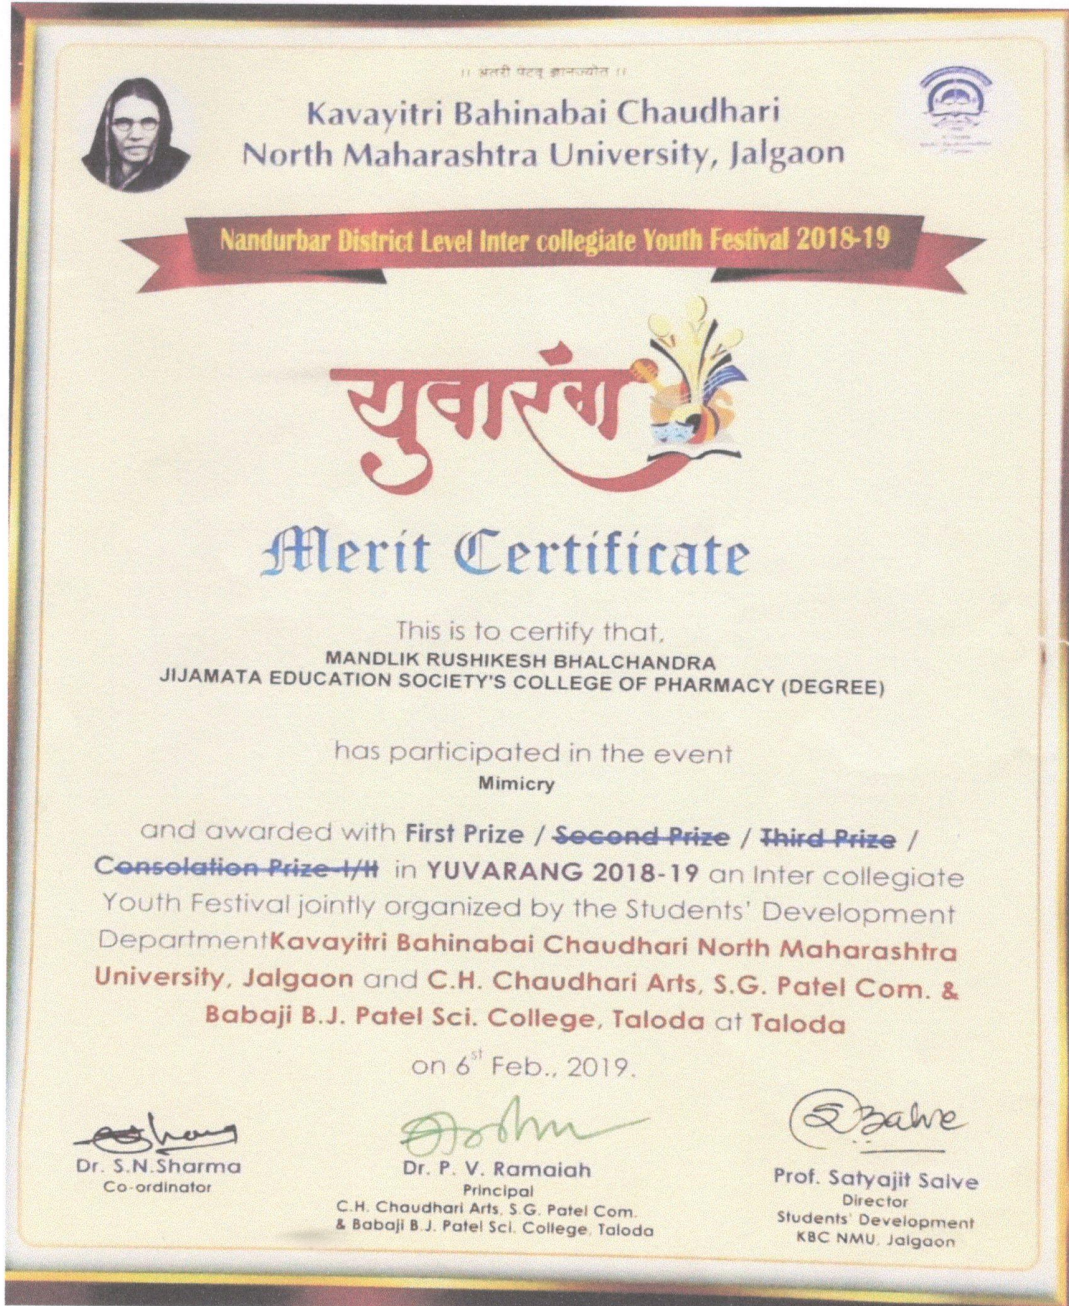 ।। अंतरी पेटवू ज्ञानज्योत ।।
Kavayitri Bahinabai Chaudhari
North Maharashtra University, Jalgaon
Nandurbar District Level Inter collegiate Youth Festival 2018-19
युवारंग
Merit Certificate
This is to certify that,
MANDLIK RUSHIKESH BHALCHANDRA
JIJAMATA EDUCATION SOCIETY'S COLLEGE OF PHARMACY (DEGREE)
has participated in the event
Mimicry
and awarded with First Prize / Second Prize / Third Prize /
Consolation Prize-I/II in YUVARANG 2018-19 an Inter collegiate
Youth Festival jointly organized by the Students' Development
DepartmentKavayitri Bahinabai Chaudhari North Maharashtra
University, Jalgaon and C.H. Chaudhari Arts, S.G. Patel Com. &
Babaji B.J. Patel Sci. College, Taloda at Taloda
on 6st Feb., 2019.
Dr. S.N.Sharma
Co-ordinator
Dr. P. V. Ramaiah
Principal
C.H. Chaudhari Arts, S.G. Patel Com.
& Babaji B.J. Patel Sci. College, Taloda
Prof. Satyajit Salve
Director
Students' Development
KBC NMU, Jalgaon